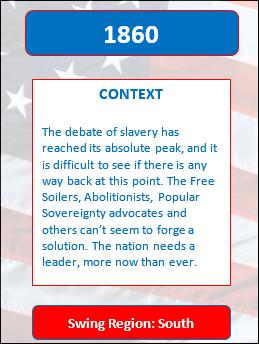 1860
CONTEXT
The debate of slavery has
reached its absolute peak, and it
is difficult to see if there is any
way back at this point. The Free
Soilers, Abolitionists, Popular
Sovereignty advocates and
others can't seem to forge a
solution. The nation needs a
leader, more now than ever.
Swing Region: South